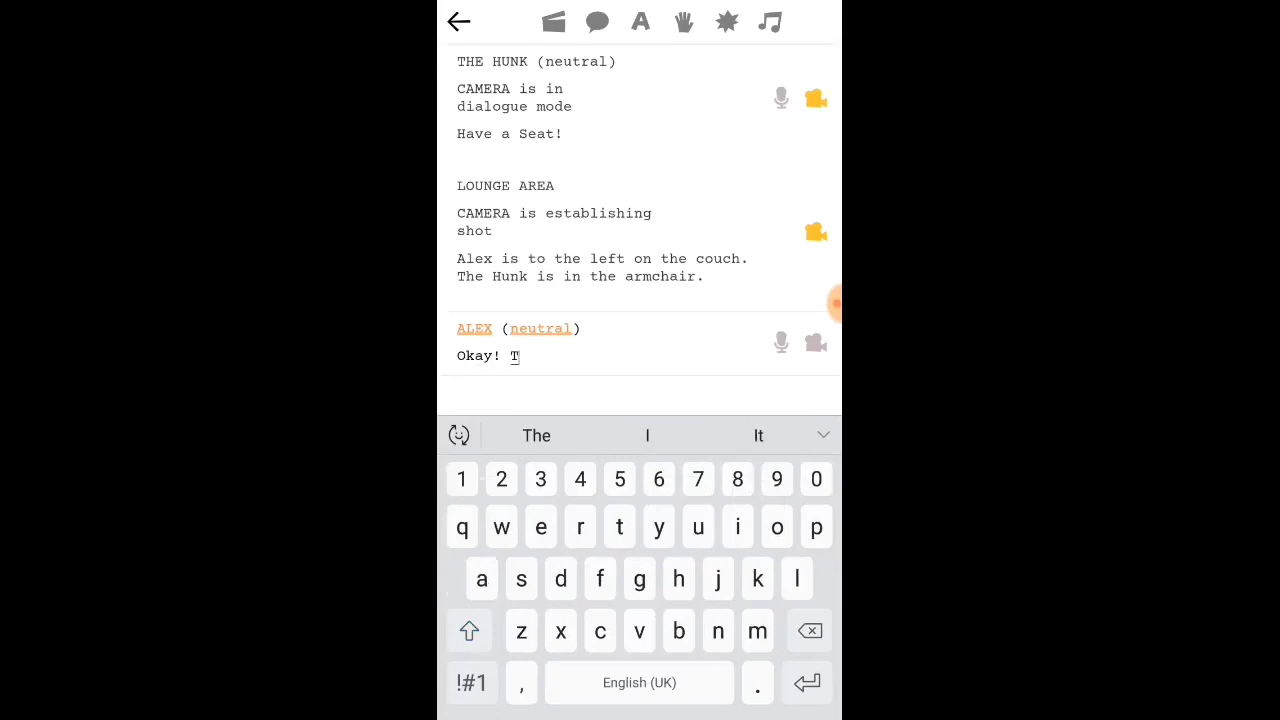 THE HUNK (neutral)
CAMERA is in
dialogue mode
Have a Seat!
LOUNGE AREA
CAMERA is establishing
shot
Alex is to the left on the couch.
The Hunk is in the armchair.
ALEX (neutral)
Okay! T
The I It
1 2 3 4 5 6 7 8 9 0
q w e r t y u i o p
a s d f g h j k l
z x c v b n m
!#1 , English (UK) .